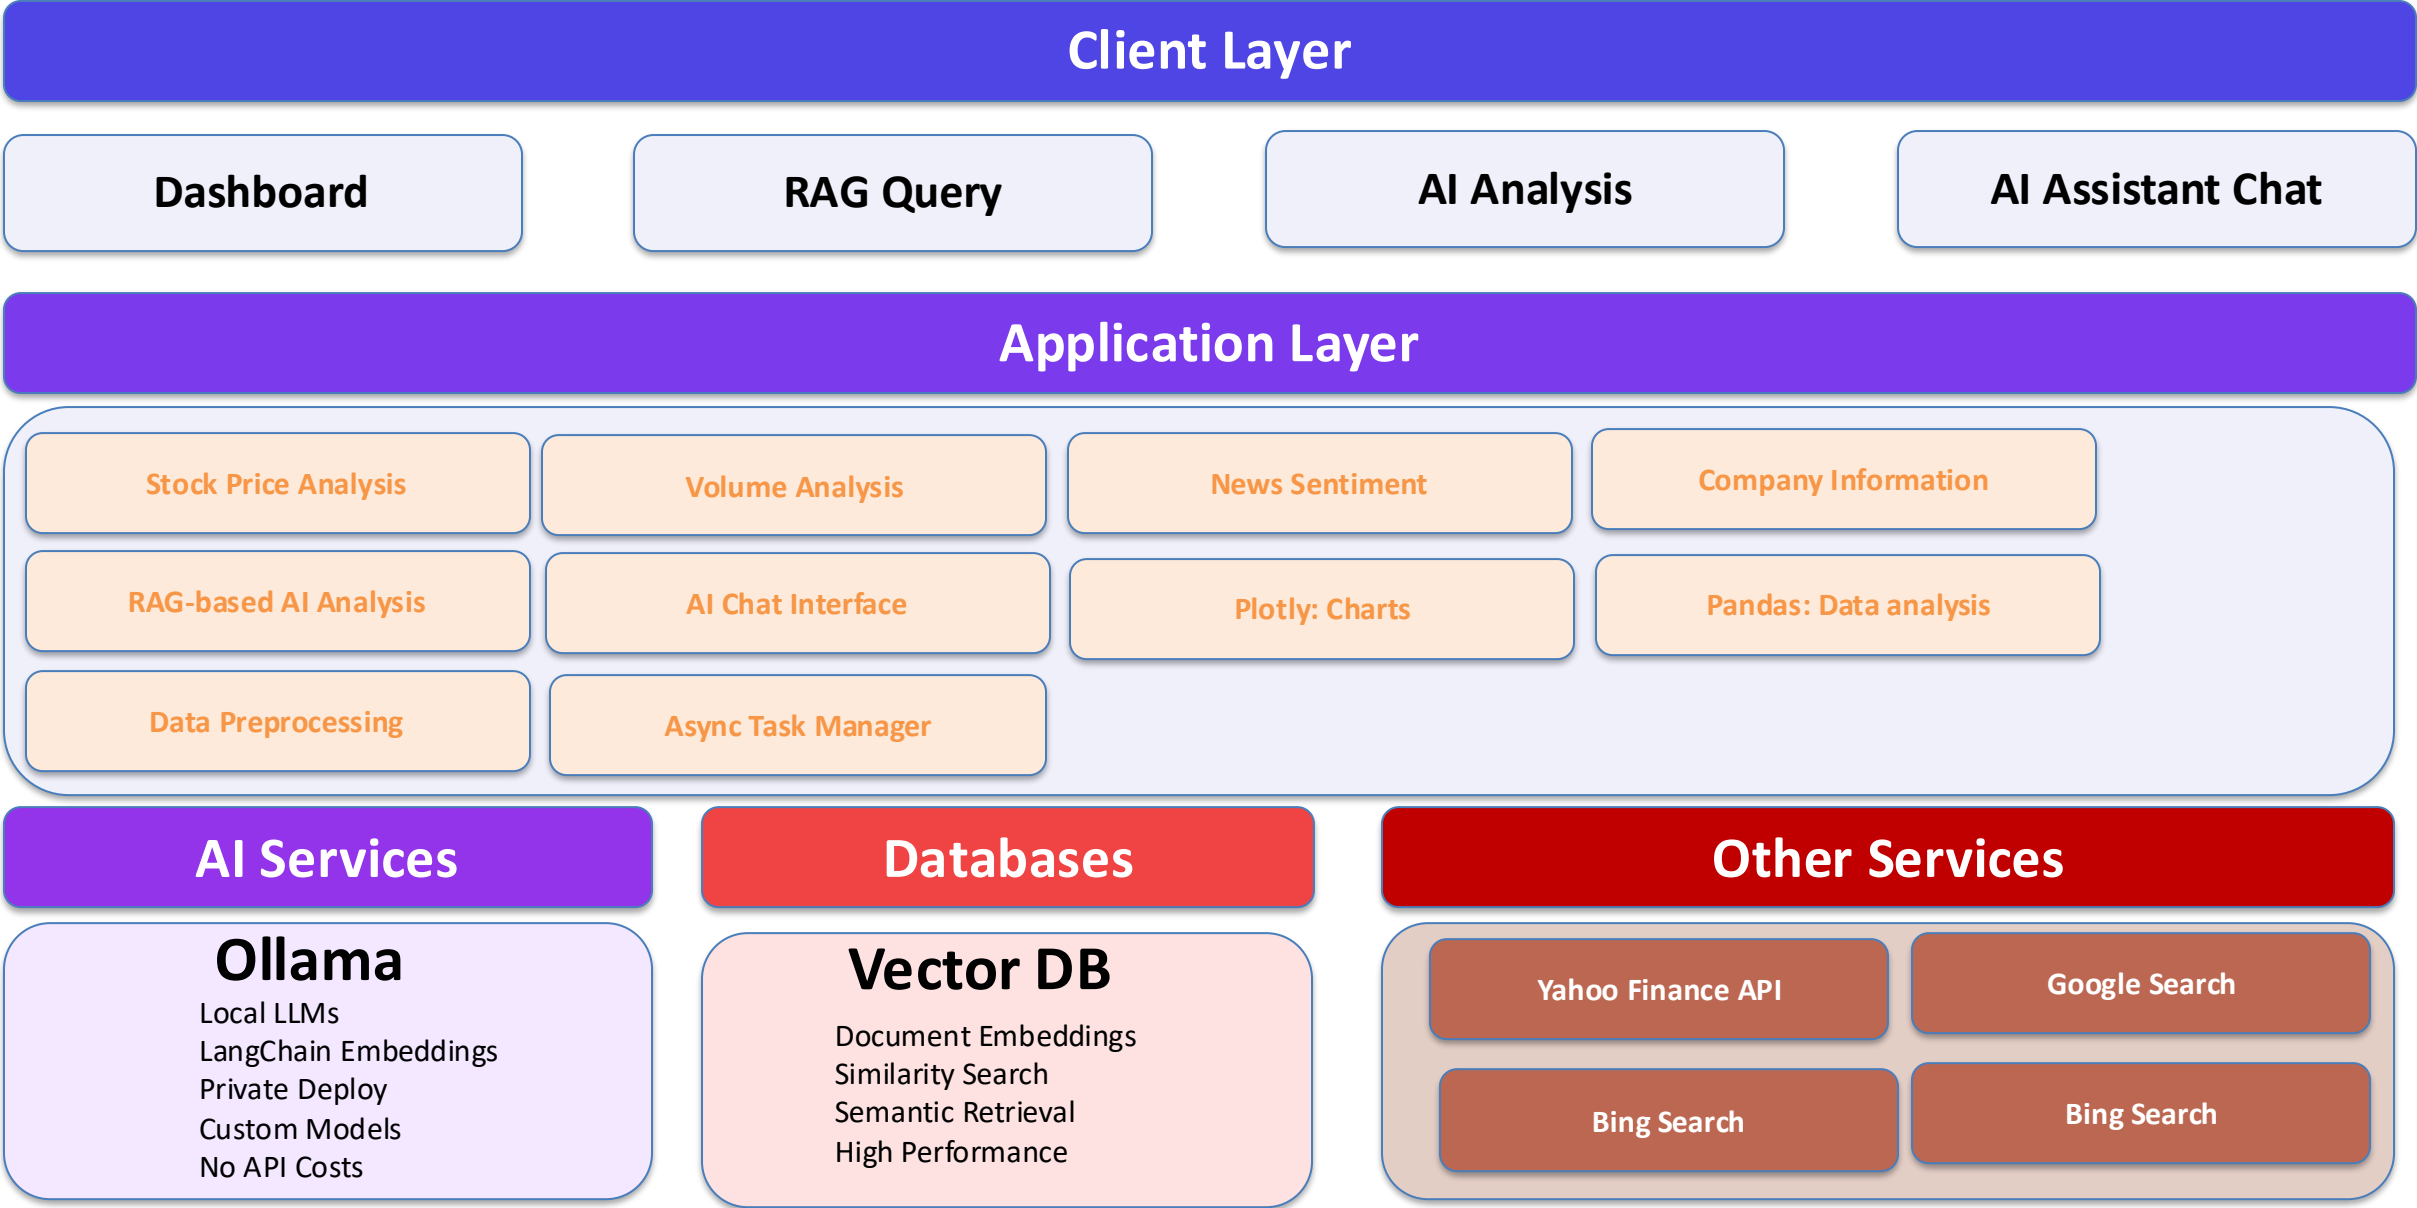 Client Layer
Dashboard
RAG Query
AI Analysis
AI Assistant Chat
Application Layer
Stock Price Analysis
Volume Analysis
News Sentiment
Company Information
RAG-based AI Analysis
AI Chat Interface
Plotly: Charts
Pandas: Data analysis
Data Preprocessing
Async Task Manager
AI Services
Ollama
Local LLMs
LangChain Embeddings
Private Deploy
Custom Models
No API Costs
Databases
Vector DB
Document Embeddings
Similarity Search
Semantic Retrieval
High Performance
Other Services
Yahoo Finance API
Google Search
Bing Search
Bing Search